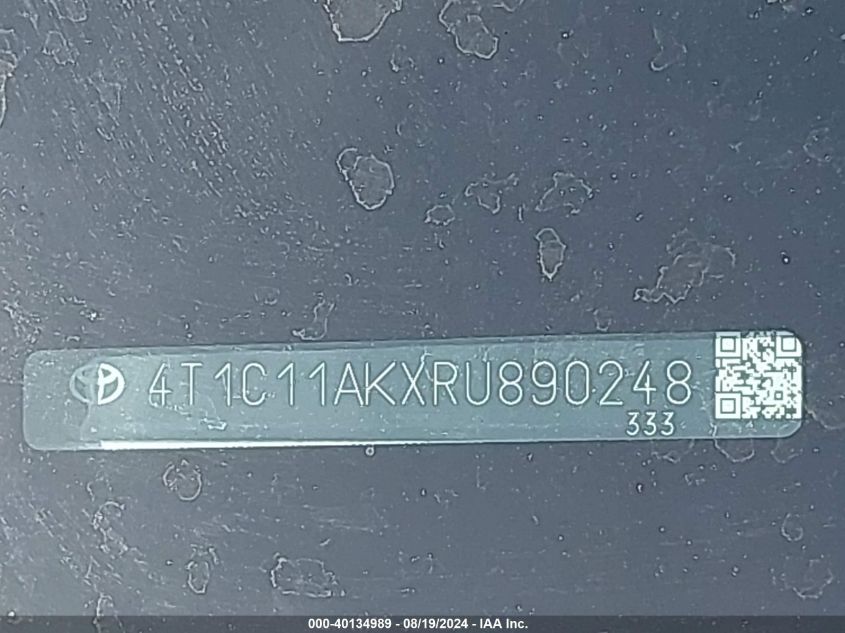 4T1C11AKXRU890248
333
000-40134989 - 08/19/2024 - IAA Inc.